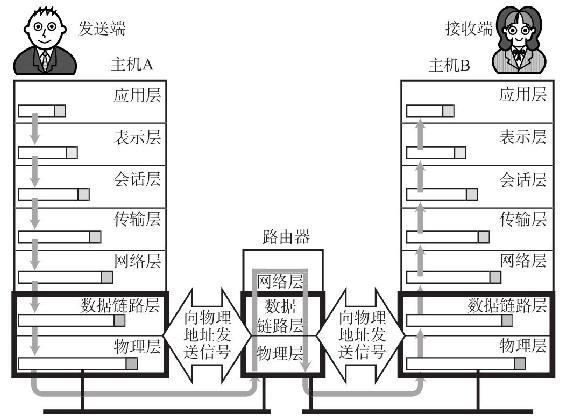 发送端
接收端
主机A
主机B
应用层
表示层
会话层
传输层
网络层
数据链路层
物理层
路由器
网络层
数据
链路层
物理层
向物理
地址发
送信号
向物理
地址发
送信号
应用层
表示层
会话层
传输层
网络层
数据链路层
物理层